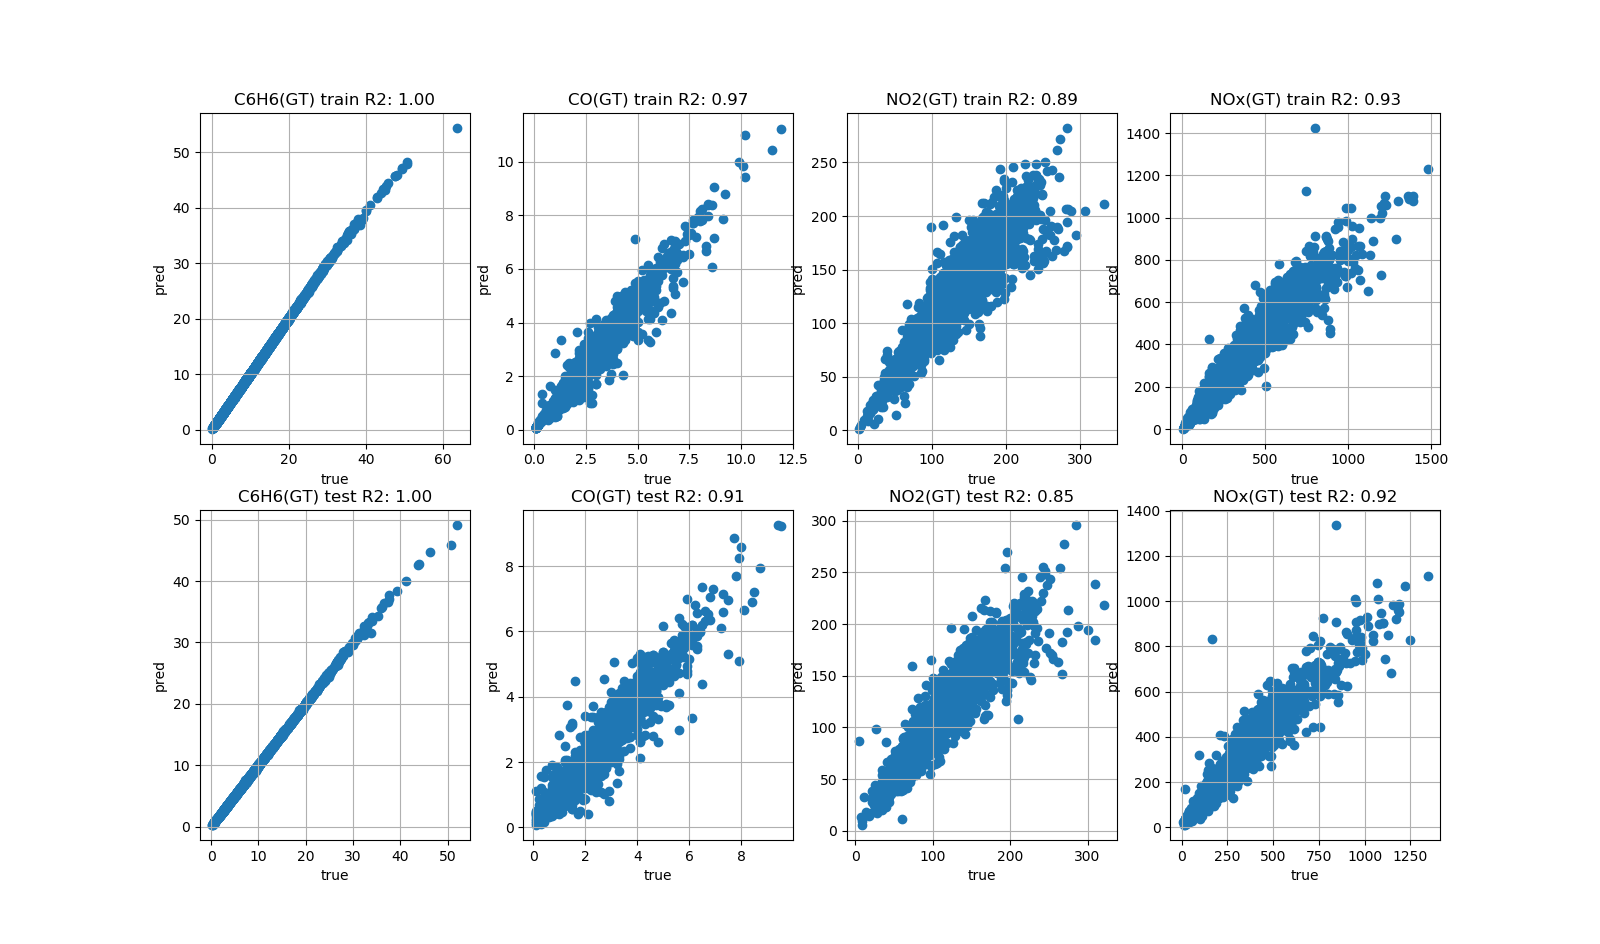 C6H6(GT) train R2: 1.00
CO(GT) train R2: 0.97
NO2(GT) train R2: 0.89
NOx(GT) train R2: 0.93
pred
50
40
30
20
10
0
0 20 40 60
true
pred
10
8
6
4
2
0
0.0 2.5 5.0 7.5 10.0 12.5
true
pred
250
200
150
100
50
0
0 100 200 300
true
pred
1400
1200
1000
800
600
400
200
0
0 500 1000 1500
true
C6H6(GT) test R2: 1.00
CO(GT) test R2: 0.91
NO2(GT) test R2: 0.85
NOx(GT) test R2: 0.92
pred
50
40
30
20
10
0
0 10 20 30 40 50
true
pred
8
6
4
2
0
0 2 4 6 8
true
pred
300
250
200
150
100
50
0
0 100 200 300
true
pred
1400
1200
1000
800
600
400
200
0
0 250 500 750 1000 1250
true